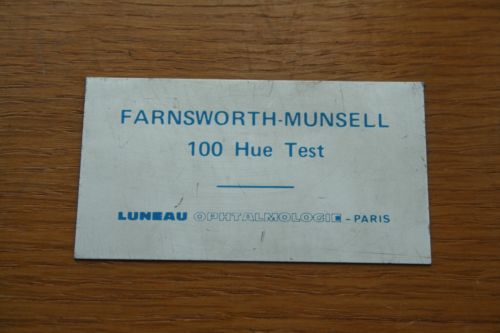 FARNSWORTH-MUNSELL
100 Hue Test
LUNEAU OPHTALMOLOGIE - PARIS